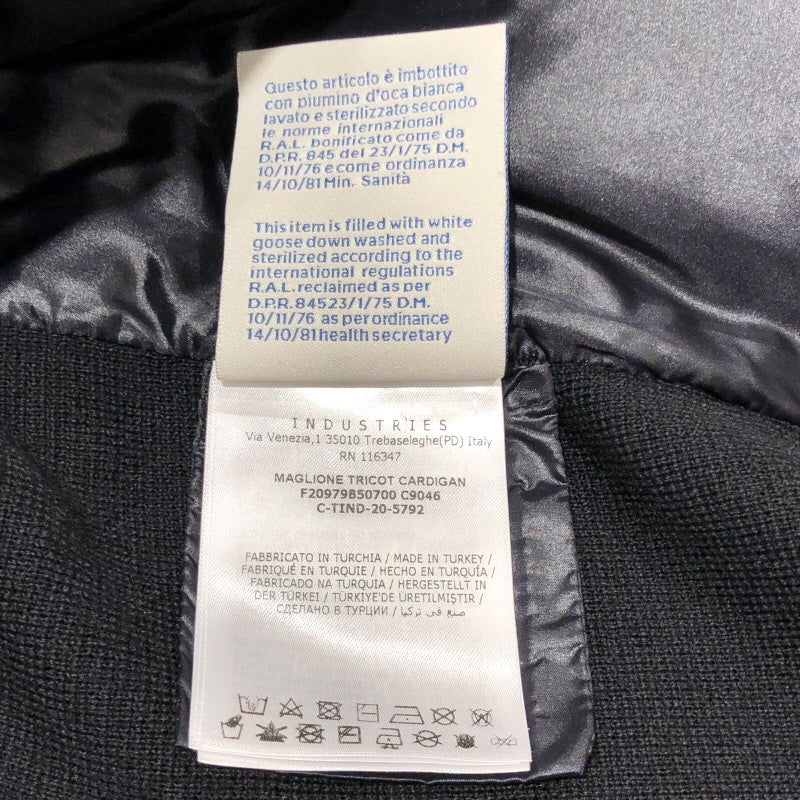 Questo articolo è imbottito
con piumino d'oca bianca
lavato e sterilizzato secondo
le norme internazionali
R.A.L. bonificato come da
D.P.R. 845 del 23/1/75 D.M.
10/11/76 e come ordinanza
14/10/81 Min. Sanità
This item is filled with white
goose down washed and
sterilized according to the
international regulations
R.A.L. reclaimed as per
D.P.R. 84523/1/75 D.M.
10/11/76 as per ordinance
14/10/81 health secretary
INDUSTRIES
Via Venezia,1 35010 Trebaseleghe(PD) Italy
RN 116347
MAGLIONE TRICOT CARDIGAN
F20979B50700 C9046
C-TIND-20-5792
FABBRICATO IN TURCHIA / MADE IN TURKEY /
FABRIQUÉ EN TURQUIE / HECHO EN TURQUÍA /
FABRICADO NA TURQUIA / HERGESTELLT IN
DER TÜRKEI / TÜRKIYE'DE ÜRETILMIŞTIR /
СДЕЛАНО В ТУРЦИИ / صنع في تركيا